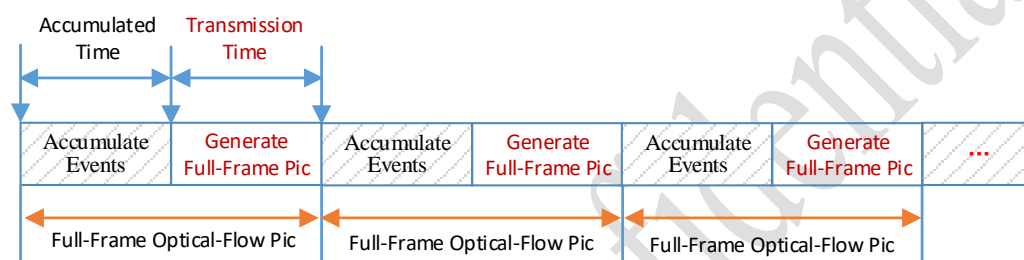 Accumulated
Time
Transmission
Time
Accumulate
Events
Generate
Full-Frame Pic
Accumulate
Events
Generate
Full-Frame Pic
Accumulate
Events
Generate
Full-Frame Pic
...
Full-Frame Optical-Flow Pic
Full-Frame Optical-Flow Pic
Full-Frame Optical-Flow Pic